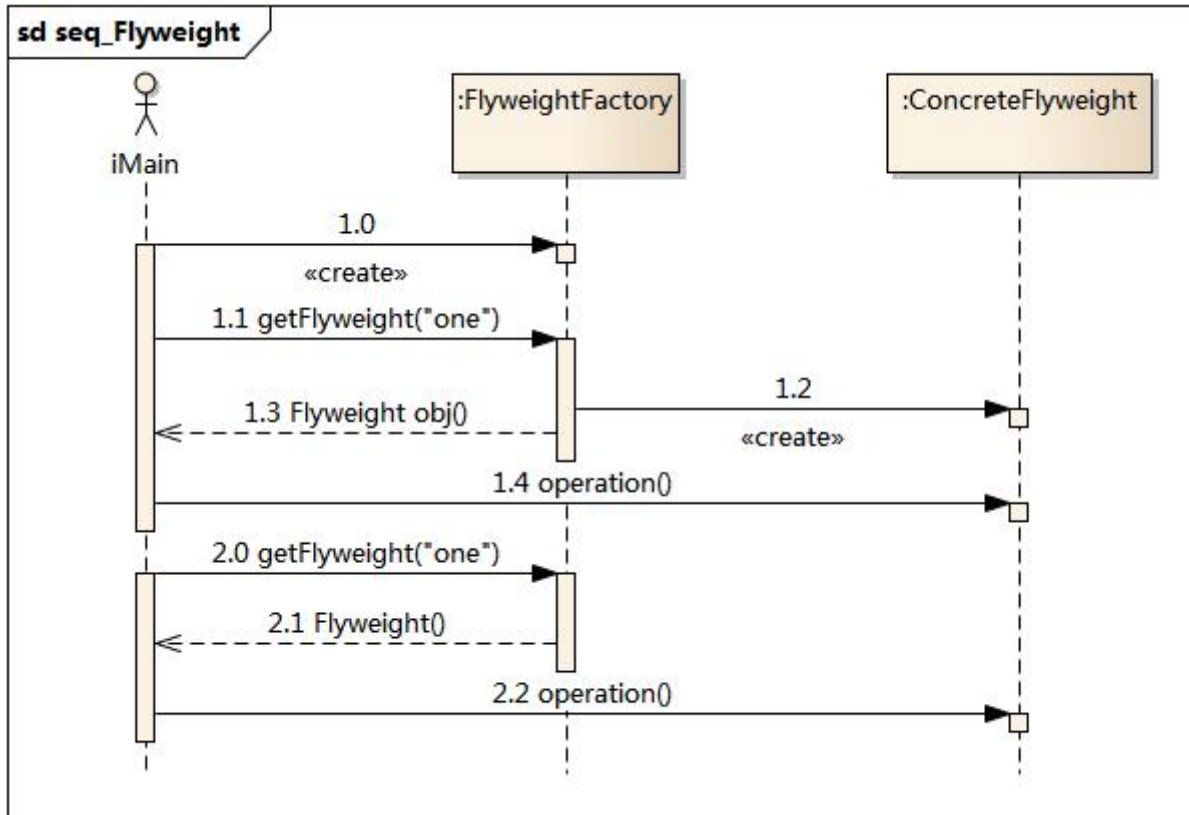 sd seq_Flyweight
iMain
:FlyweightFactory
:ConcreteFlyweight
1.0
«create»
1.1 getFlyweight("one")
1.2
«create»
1.3 Flyweight obj()
1.4 operation()
2.0 getFlyweight("one")
2.1 Flyweight()
2.2 operation()